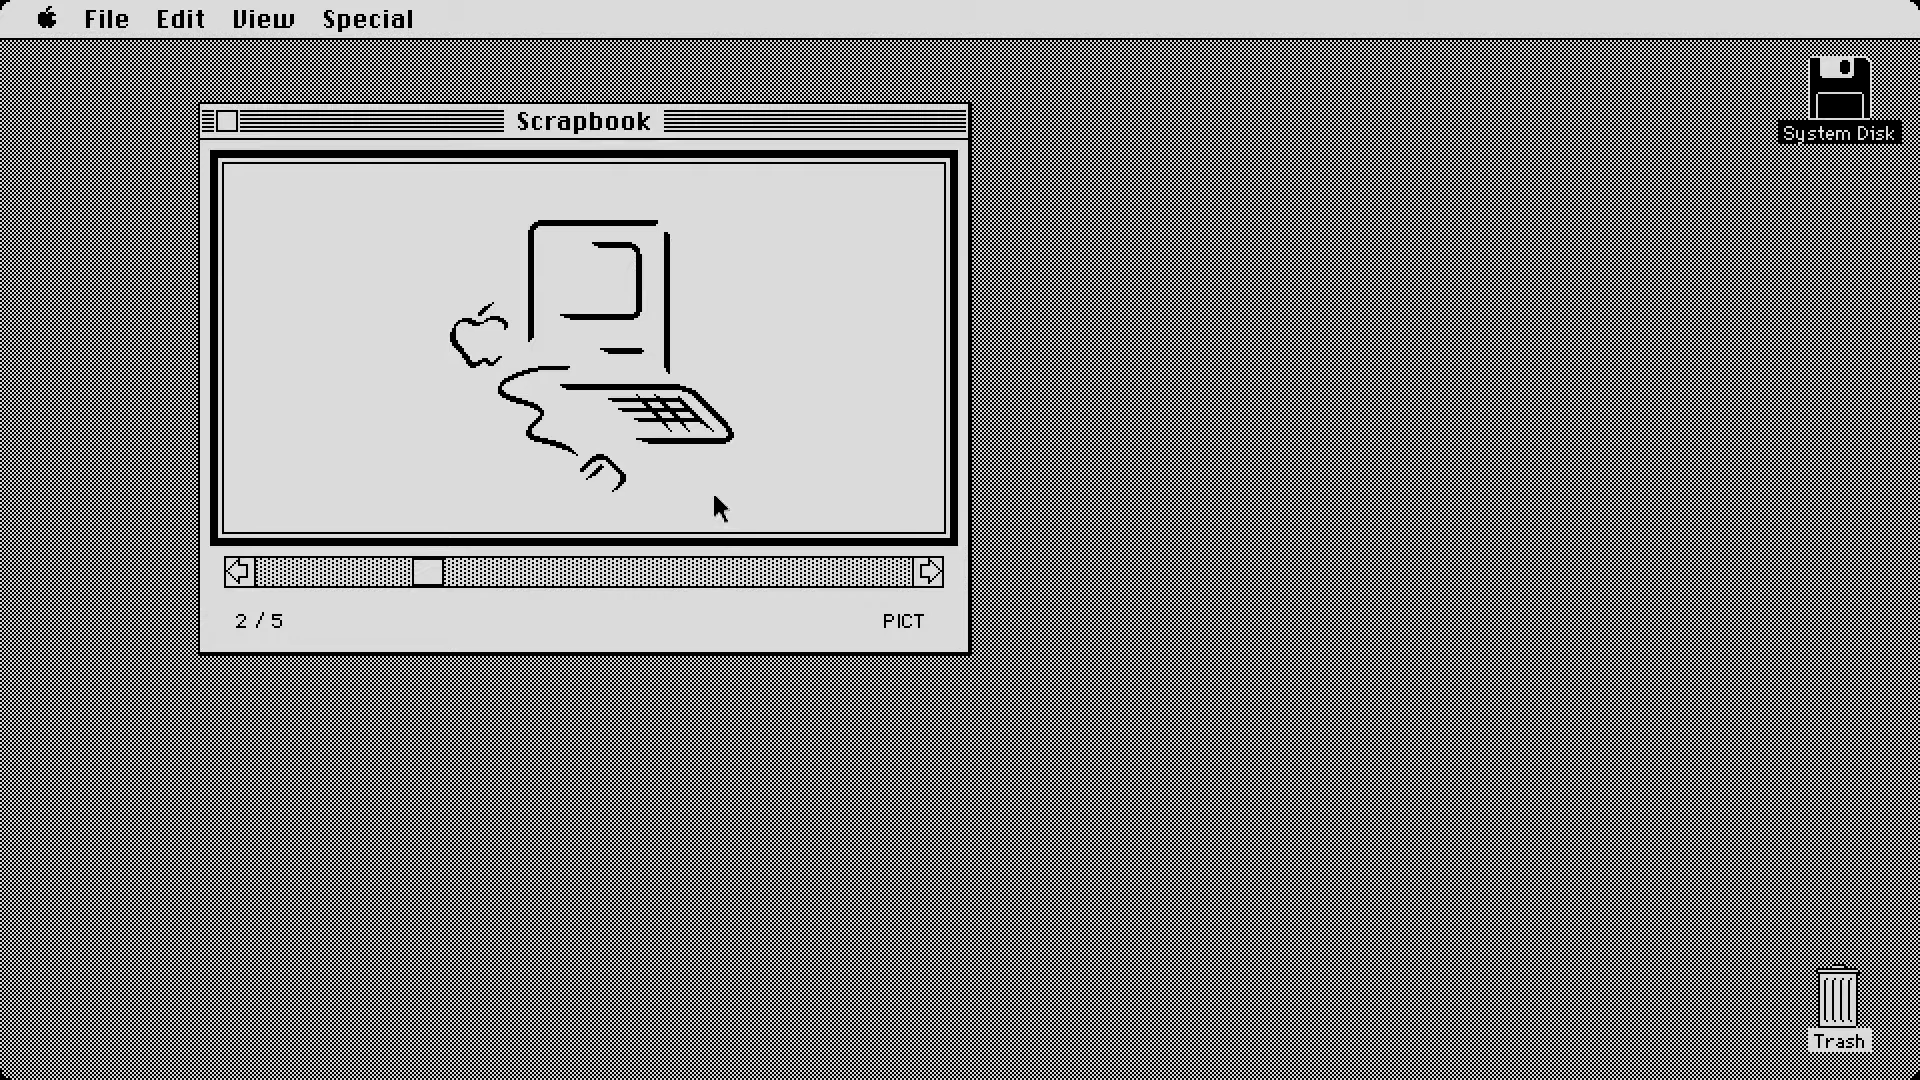 File Edit View Special
System Disk
Scrapbook
2 / 5
PICT
Trash